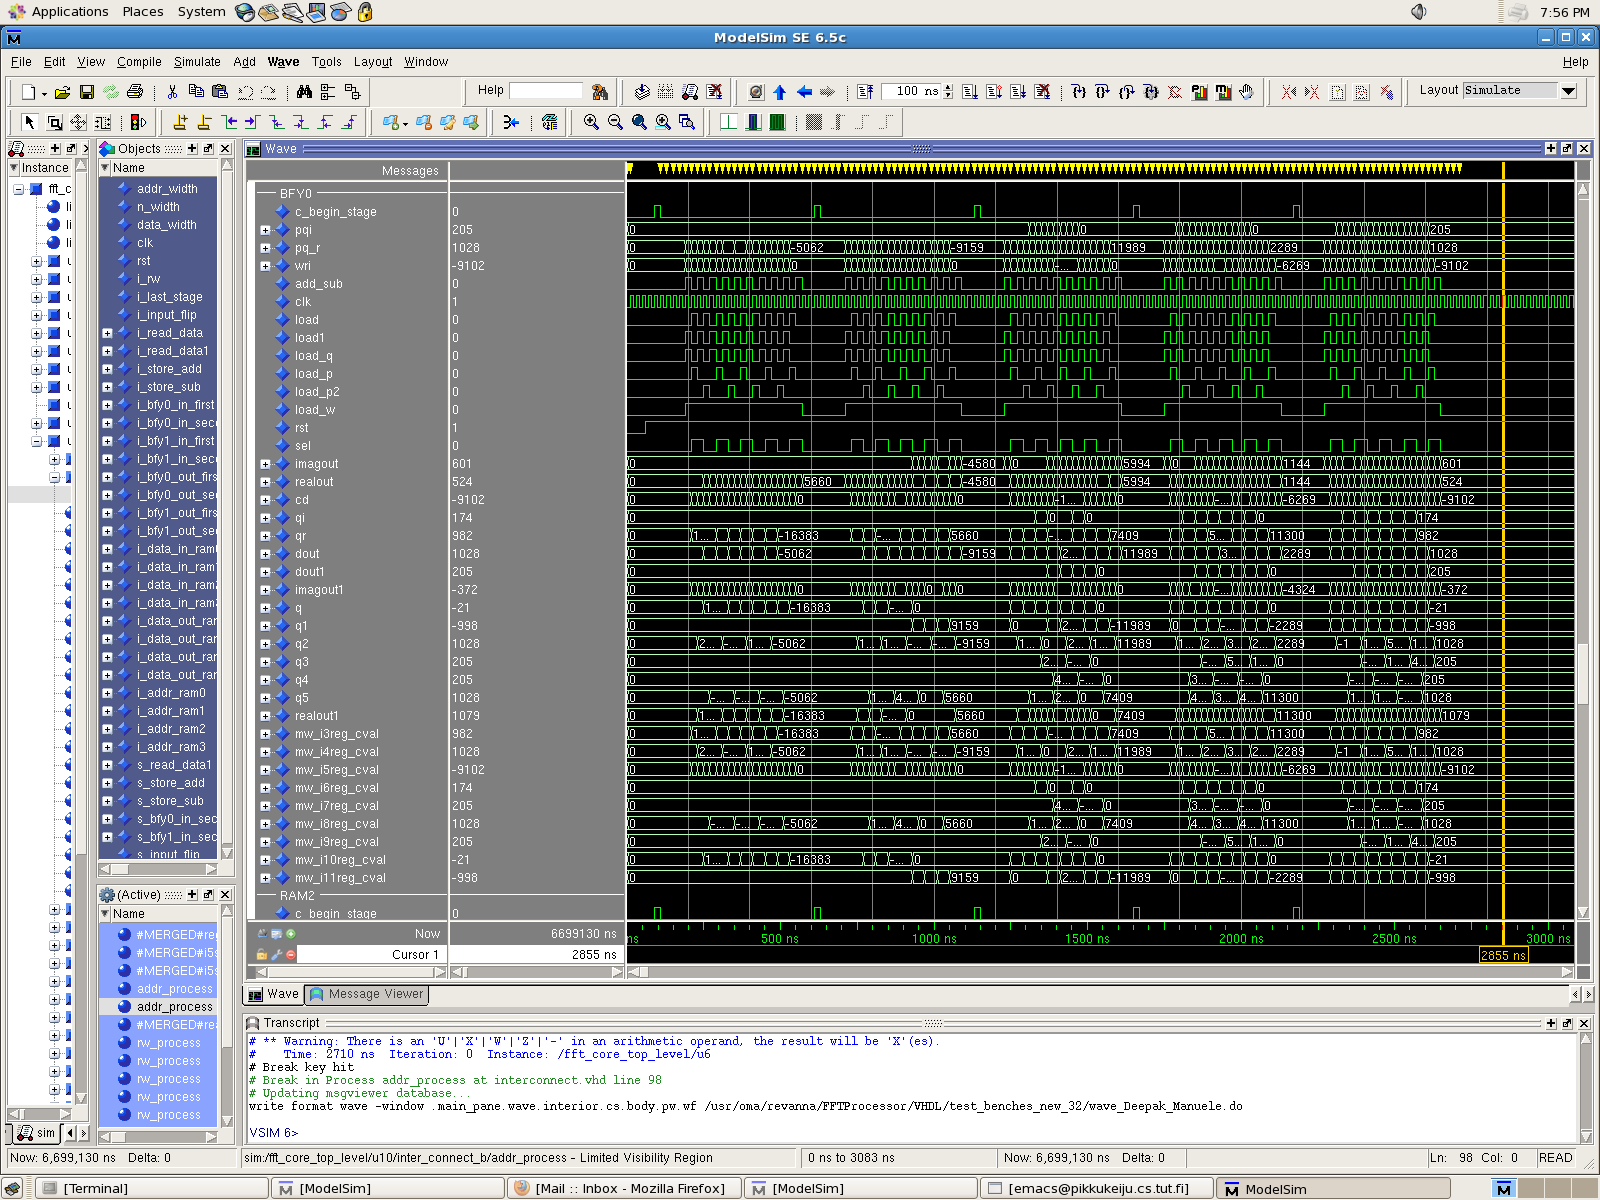 Applications Places System 7:56 PM
ModelSim SE 6.5c
File Edit View Compile Simulate Add Wave Tools Layout Window Help
Help 100 ns Layout Simulate
Objects
Wave
Instance
Name
Messages
fft_c
addr_width
n_width
data_width
clk
rst
i_rw
i_last_stage
i_input_flip
i_read_data
i_read_data1
i_store_add
i_store_sub
i_bfy0_in_first
i_bfy0_in_sec
i_bfy1_in_first
i_bfy1_in_sec
i_bfy0_out_firs
i_bfy0_out_sec
i_bfy1_out_firs
i_bfy1_out_sec
i_data_in_ram
i_data_in_ram
i_data_in_ram
i_data_in_ram
i_data_out_rar
i_data_out_rar
i_data_out_rar
i_data_out_rar
i_addr_ram0
i_addr_ram1
i_addr_ram2
i_addr_ram3
s_read_data1
s_store_add
s_store_sub
s_bfy0_in_sec
s_bfy1_in_sec
s_input_flip
(Active)
Name
#MERGED#re
#MERGED#i5s
#MERGED#i5s
addr_process
addr_process
#MERGED#re
rw_process
rw_process
rw_process
rw_process
rw_process
sim
BFY0
c_begin_stage 0
pqi 205 0 0 0 205
pq_r 1028 0 -5062 -9159 11989 2289 1028
wri -9102 0 0 0 -... 0 -6269 -9102
add_sub 0
clk 1
load 0
load1 0
load_q 0
load_p 0
load_p2 0
load_w 0
rst 1
sel 0
imagout 601 0 -4580 0 5994 0 1144 601
realout 524 0 5660 -4580 5994 1144 524
cd -9102 0 0 -1... 0 -... -6269 -9102
qi 174 0 0 0 0 174
qr 982 0 1... -16383 -... 5660 -... 7409 5... 11300 982
dout 1028 0 -5062 -9159 2... 11989 3... 2289 1028
dout1 205 0 0 0 205
imagout1 -372 0 0 0 0 0 -4324 -372
q -21 0 1... -16383 -... 0 0 0 -21
q1 -998 0 9159 0 2... -11989 -... -2289 -998
q2 1028 0 2... -... 1... -5062 1... 1... -... -... -9159 1... 0 2... 1... 11989 1... 2... 3... 2... 2289 -1 1... 5... 1... 1028
q3 205 0 2... -... 0 -... 5... 1... 0 -... -... 1... 4... 205
q4 205 0 4... -... 0 3... -... -... 0 -... -... -... 205
q5 1028 0 -... -... -... -5062 1... 4... 0 5660 1... 2... 0 7409 4... 3... 4... 11300 1... 1... -... 1028
realout1 1079 0 1... -16383 -... 0 5660 0 7409 11300 1079
mw_i3reg_cval 982 0 1... -16383 -... 5660 -... 7409 5... 11300 982
mw_i4reg_cval 1028 0 2... -... 1... -5062 1... 1... -... -... -9159 1... 0 2... 1... 11989 1... 2... 3... 2... 2289 -1 1... 5... 1... 1028
mw_i5reg_cval -9102 0 0 -1... 0 -... -6269 -9102
mw_i6reg_cval 174 0 0 0 0 174
mw_i7reg_cval 205 0 4... -... 0 3... -... -... 0 -... -... -... 205
mw_i8reg_cval 1028 0 -... -... -... -5062 1... 4... 0 5660 1... 2... 0 7409 4... 3... 4... 11300 1... 1... -... 1028
mw_i9reg_cval 205 0 2... -... 0 -... 5... 1... 0 -... -... 1... 4... 205
mw_i10reg_cval -21 0 1... -16383 -... 0 0 0 -21
mw_i11reg_cval -998 0 9159 0 2... -11989 -... -2289 -998
RAM2
c_begin_stage 0
Now 6699130 ns ns 500 ns 1000 ns 1500 ns 2000 ns 2500 ns 3000 ns
Cursor 1 2855 ns 2855 ns
Wave Message Viewer
Transcript
# ** Warning: There is an 'U'|'X'|'W'|'Z'|'-' in an arithmetic operand, the result will be 'X'(es).
# Time: 2710 ns Iteration: 0 Instance: /fft_core_top_level/u6
# Break key hit
# Break in Process addr_process at interconnect.vhd line 98
# Updating msgviewer database...
write format wave -window .main_pane.wave.interior.cs.body.pw.wf /usr/oma/revanna/FFTProcessor/VHDL/test_benches_new_32/wave_Deepak_Manuele.do
VSIM 6>
Now: 6,699,130 ns Delta: 0 sim:/fft_core_top_level/u10/inter_connect_b/addr_process - Limited Visibility Region 0 ns to 3083 ns Now: 6,699,130 ns Delta: 0 Ln: 98 Col: 0 READ
[Terminal] [ModelSim] [Mail :: Inbox - Mozilla Firefox] [ModelSim] [emacs@pikkukeiju.cs.tut.fi] ModelSim